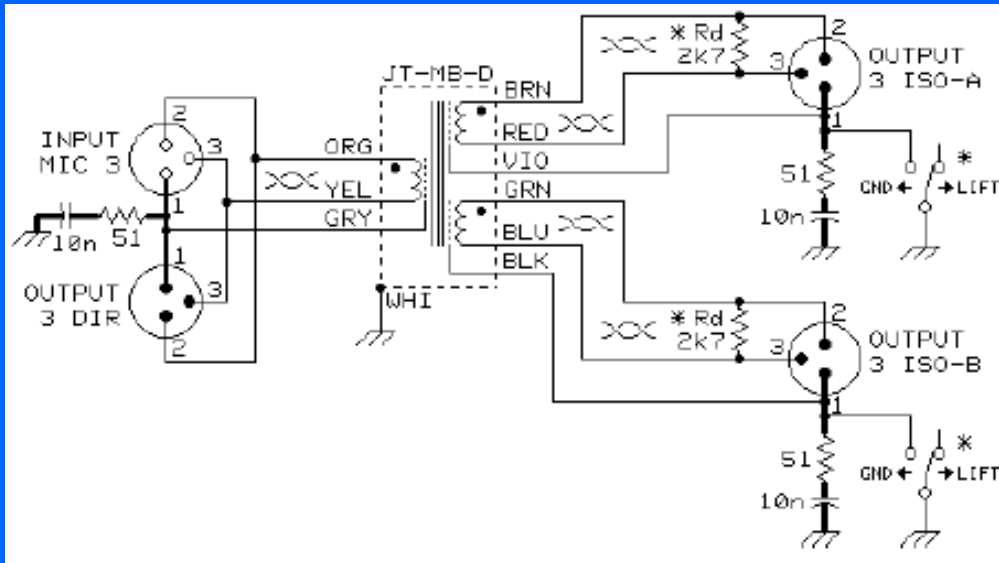 JT-MB-D
INPUT
MIC 3
2
3
1
10n
51
1
OUTPUT
3 DIR
3
2
ORG
YEL
GRY
WHI
BRN
RED
VIO
GRN
BLU
BLK
* Rd
2k7
2
3
1
OUTPUT
3 ISO-A
51
10n
*
GND LIFT
* Rd
2k7
2
3
1
OUTPUT
3 ISO-B
51
10n
*
GND LIFT